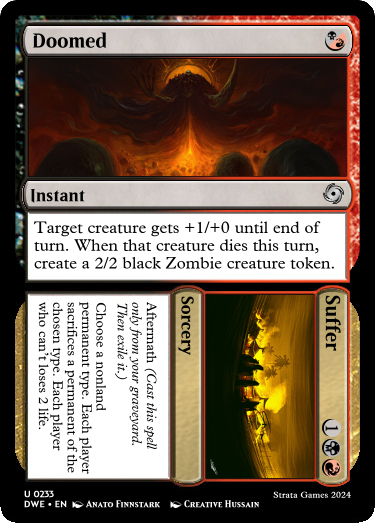 Doomed
Instant
Target creature gets +1/+0 until end of
turn. When that creature dies this turn,
create a 2/2 black Zombie creature token.
Suffer
1
Sorcery
Aftermath (Cast this spell
only from your graveyard.
Then exile it.)
Choose a nonland
permanent type. Each player
sacrifices a permanent of the
chosen type. Each player
who can't loses 2 life.
U 0233
DWE • EN Anato Finnstark Creative Hussain
Strata Games 2024